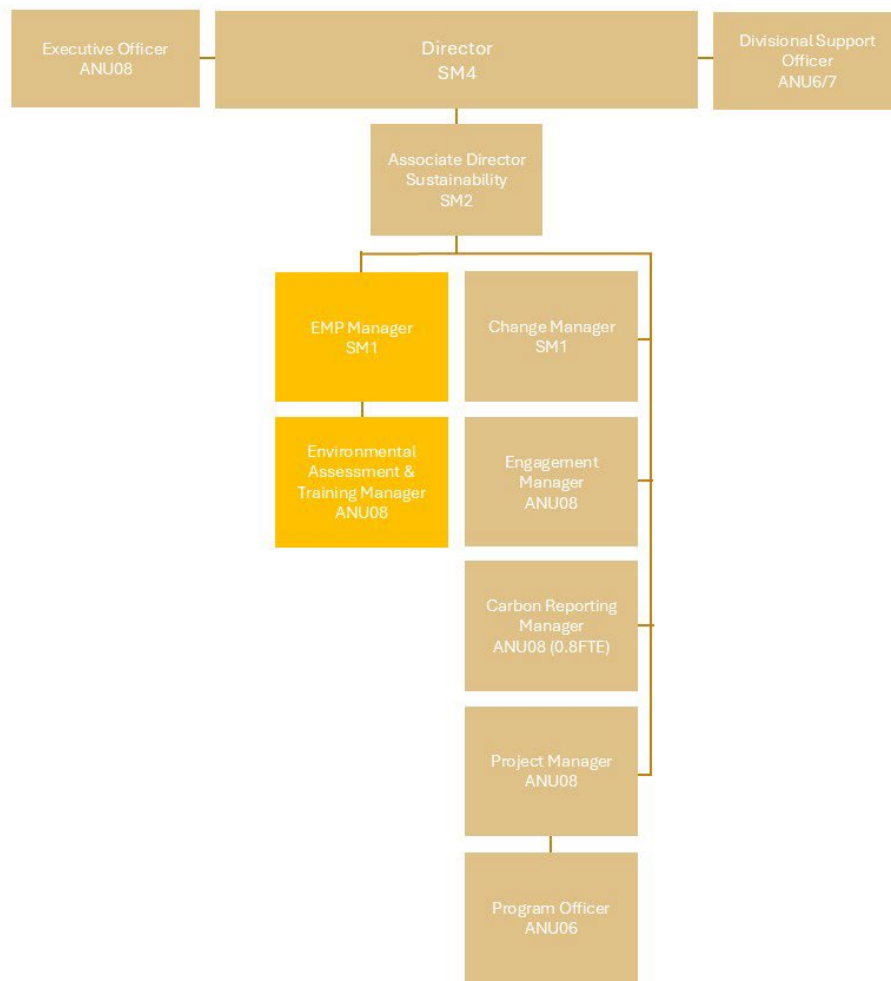 Executive Officer
ANU08
Director
SM4
Divisional Support
Officer
ANU6/7
Associate Director
Sustainability
SM2
EMP Manager
SM1
Change Manager
SM1
Environmental
Assessment &
Training Manager
ANU08
Engagement
Manager
ANU08
Carbon Reporting
Manager
ANU08 (0.8FTE)
Project Manager
ANU08
Program Officer
ANU06